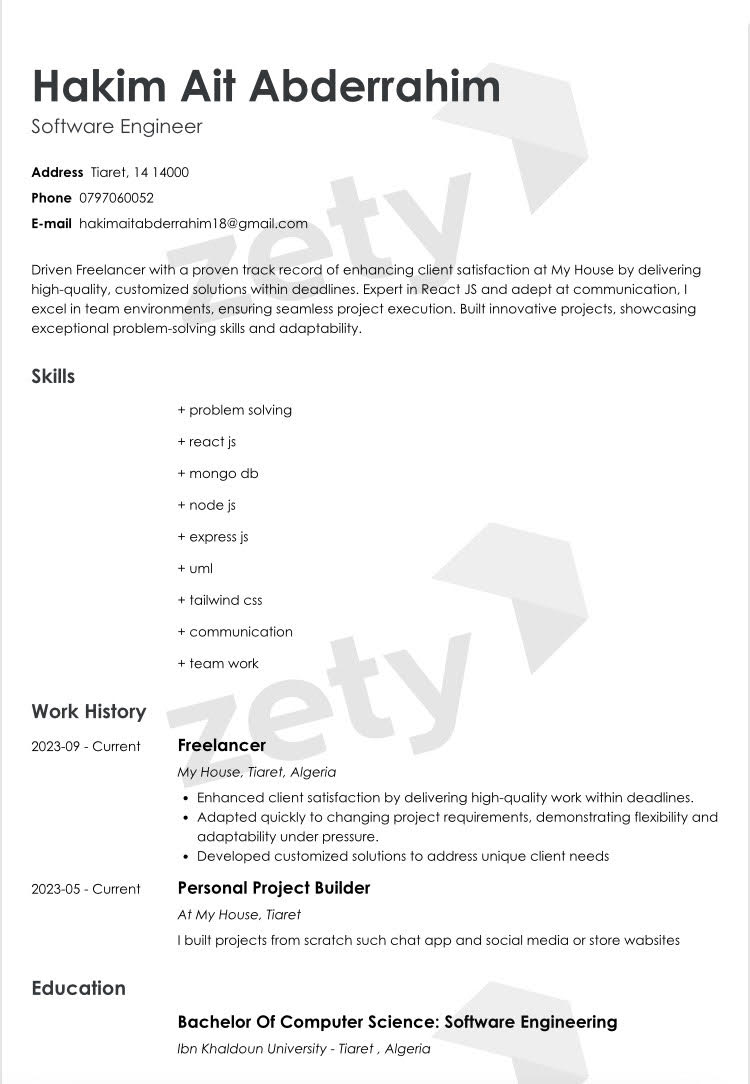 Hakim Ait Abderrahim
Software Engineer
Address Tiaret, 14 14000
Phone 0797060052
E-mail hakimaitabderrahim18@gmail.com
Driven Freelancer with a proven track record of enhancing client satisfaction at My House by delivering
high-quality, customized solutions within deadlines. Expert in React JS and adept at communication, I
excel in team environments, ensuring seamless project execution. Built innovative projects, showcasing
exceptional problem-solving skills and adaptability.
Skills
+ problem solving
+ react js
+ mongo db
+ node js
+ express js
+ uml
+ tailwind css
+ communication
+ team work
Work History
2023-09 - Current Freelancer
My House, Tiaret, Algeria
• Enhanced client satisfaction by delivering high-quality work within deadlines.
• Adapted quickly to changing project requirements, demonstrating flexibility and
adaptability under pressure.
• Developed customized solutions to address unique client needs
2023-05 - Current Personal Project Builder
At My House, Tiaret
I built projects from scratch such chat app and social media or store wabsites
Education
Bachelor Of Computer Science: Software Engineering
Ibn Khaldoun University - Tiaret , Algeria
zety
zety